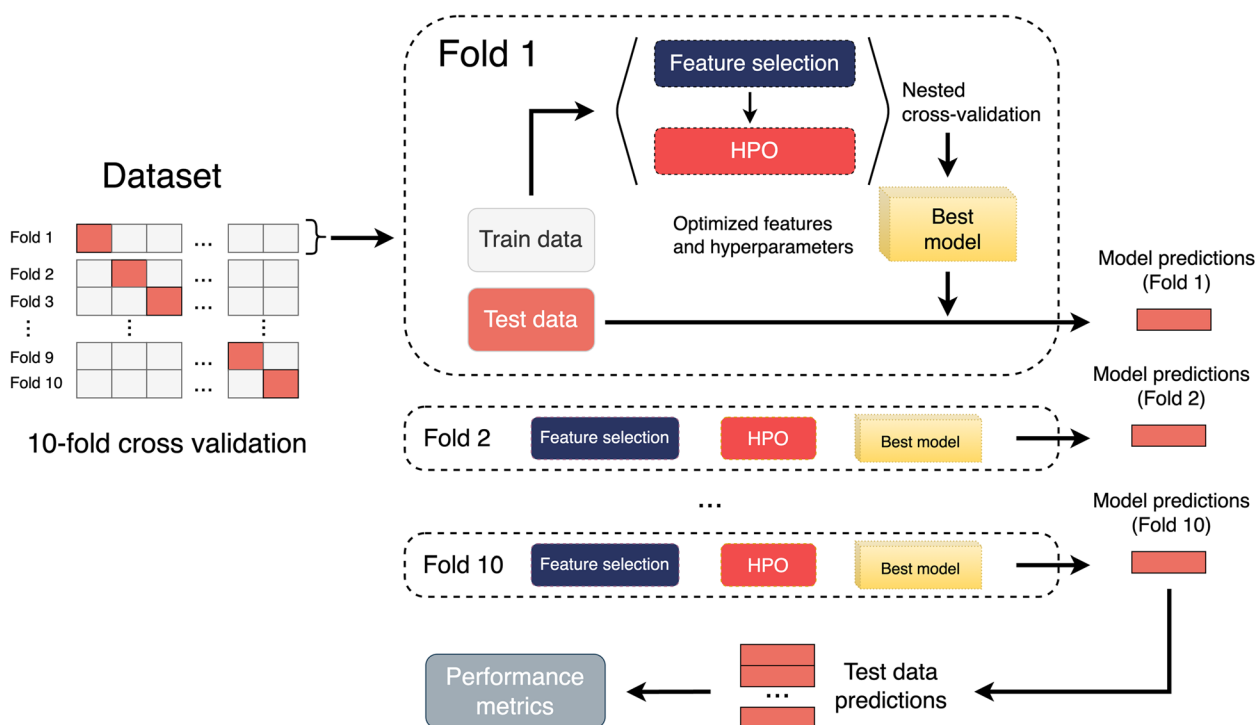 Dataset
Fold 1
...
Fold 2
...
Fold 3
...
Fold 9
...
Fold 10
...
10-fold cross validation
Fold 1
Feature selection
HPO
Nested
cross-validation
Train data
Optimized features
and hyperparameters
Best
model
Test data
Model predictions
(Fold 1)
Fold 2
Feature selection
HPO
Best model
Model predictions
(Fold 2)
...
Fold 10
Feature selection
HPO
Best model
Model predictions
(Fold 10)
Test data
predictions
...
Performance
metrics